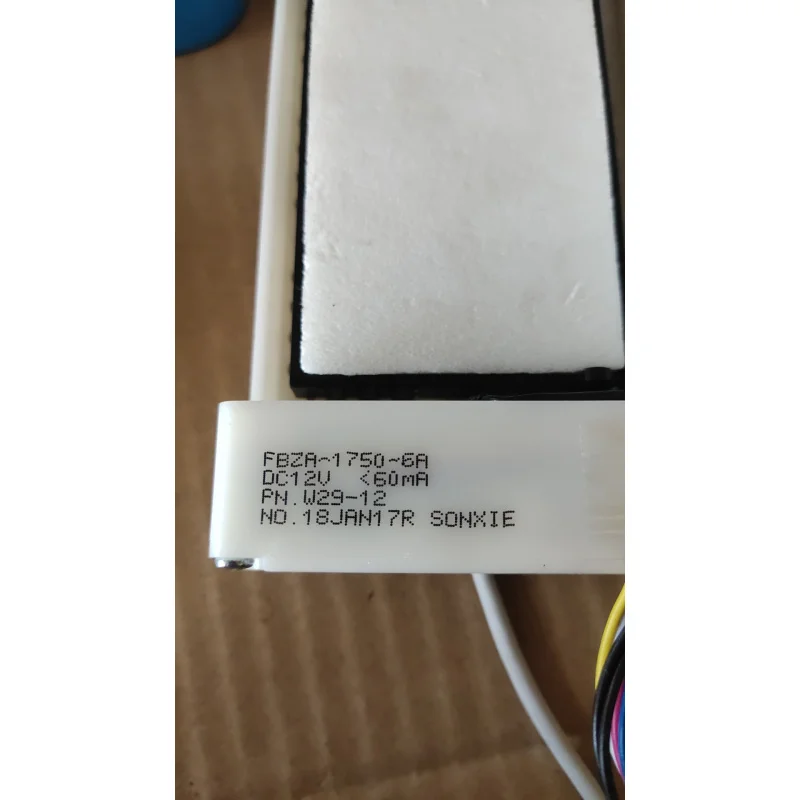 FBZA-1750-6A
DC12V <60mA
PN.W29-12
NO.18JAN17R SONXIE